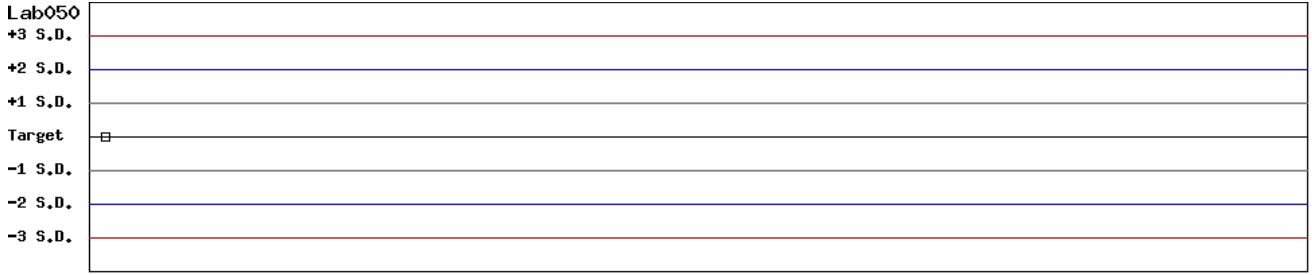 Lab050
+3 S.D.
+2 S.D.
+1 S.D.
Target
-1 S.D.
-2 S.D.
-3 S.D.